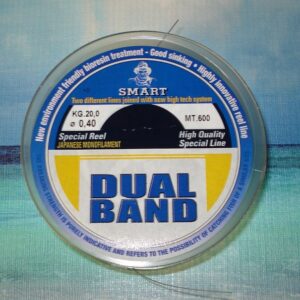 New environment friendly bioresin treatment - Good sinking - Highly innovative reel line
SMART
Two different lines joined with new high tech system
KG.20,0
ø 0,40
MT.600
Special Reel
JAPANESE MONOFILAMENT
High Quality
Special Line
DUAL
BAND
STRENGTH IS PURELY INDICATIVE AND REFERS TO THE POSSIBILITY OF CATCHING FISH OF A